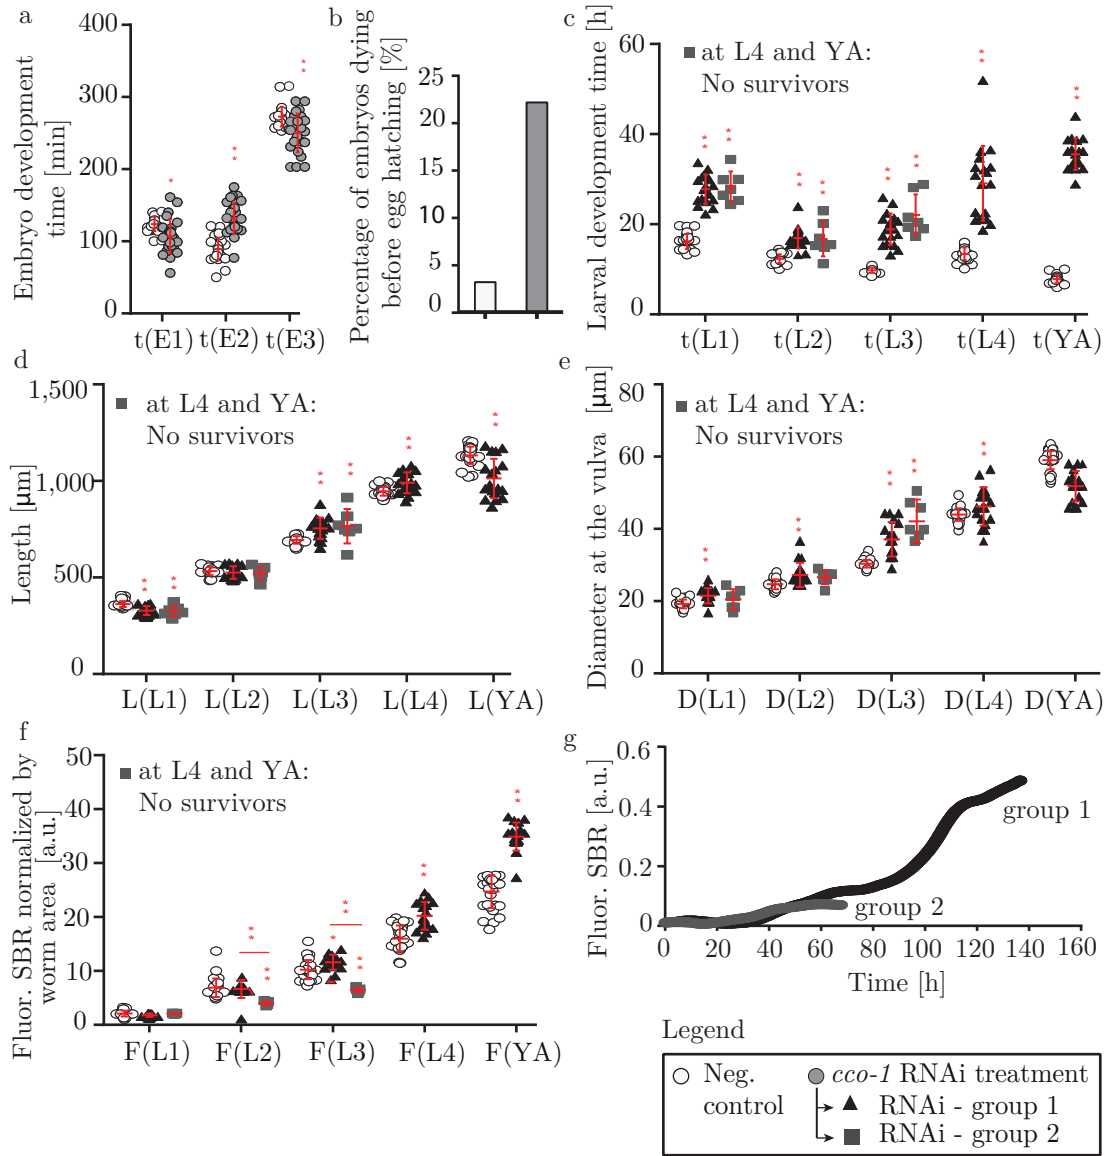 a
Embryo development
time [min]
400
300
200
100
0
*
*
*
*
*
t(E1) t(E2) t(E3)
b
Percentage of embryos dying
before egg hatching [%]
25
20
15
10
5
0
c
Larval development time [h]
60
40
20
0
at L4 and YA:
No survivors
* * * * * * * *
* * * * * * * *
t(L1) t(L2) t(L3) t(L4) t(YA)
d
Length [µm]
1,500
1,000
500
0
at L4 and YA:
No survivors
* * * * * *
* * * * * *
L(L1) L(L2) L(L3) L(L4) L(YA)
e
Diameter at the vulva [µm]
80
60
40
20
0
at L4 and YA:
No survivors
* * * * *
* * * * *
D(L1) D(L2) D(L3) D(L4) D(YA)
f
Fluor. SBR normalized by
worm area [a.u.]
50
40
30
20
10
0
at L4 and YA:
No survivors
* * * * * * *
* * * * * *
F(L1) F(L2) F(L3) F(L4) F(YA)
g
Fluor. SBR [a.u.]
0.6
0.4
0.2
0
group 1
group 2
0 20 40 60 80 100 120 140 160
Time [h]
Legend
Neg.
control
cco-1 RNAi treatment
RNAi - group 1
RNAi - group 2